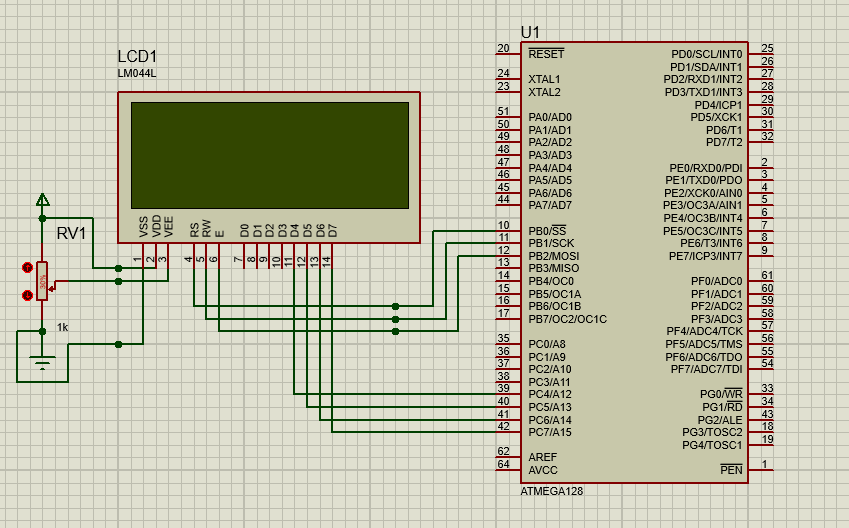 U1
LCD1
LM044L
VSS VDD VEE RS RW E D0 D1 D2 D3 D4 D5 D6 D7
1 2 3 4 5 6 7 8 9 10 11 12 13 14
RV1
1k
20 RESET PD0/SCL/INT0 25
PD1/SDA/INT1 26
24 XTAL1 PD2/RXD1/INT2 27
23 XTAL2 PD3/TXD1/INT3 28
PD4/ICP1 29
51 PA0/AD0 PD5/XCK1 30
50 PA1/AD1 PD6/T1 31
49 PA2/AD2 PD7/T2 32
48 PA3/AD3
47 PA4/AD4 PE0/RXD0/PDI 2
46 PA5/AD5 PE1/TXD0/PDO 3
45 PA6/AD6 PE2/XCK0/AIN0 4
44 PA7/AD7 PE3/OC3A/AIN1 5
PE4/OC3B/INT4 6
10 PB0/SS PE5/OC3C/INT5 7
11 PB1/SCK PE6/T3/INT6 8
12 PB2/MOSI PE7/ICP3/INT7 9
13 PB3/MISO
14 PB4/OC0 PF0/ADC0 61
15 PB5/OC1A PF1/ADC1 60
16 PB6/OC1B PF2/ADC2 59
17 PB7/OC2/OC1C PF3/ADC3 58
PF4/ADC4/TCK 57
35 PC0/A8 PF5/ADC5/TMS 56
36 PC1/A9 PF6/ADC6/TDO 55
37 PC2/A10 PF7/ADC7/TDI 54
38 PC3/A11
39 PC4/A12 PG0/WR 33
40 PC5/A13 PG1/RD 34
41 PC6/A14 PG2/ALE 43
42 PC7/A15 PG3/TOSC2 18
PG4/TOSC1 19
62 AREF
64 AVCC PEN 1
ATMEGA128